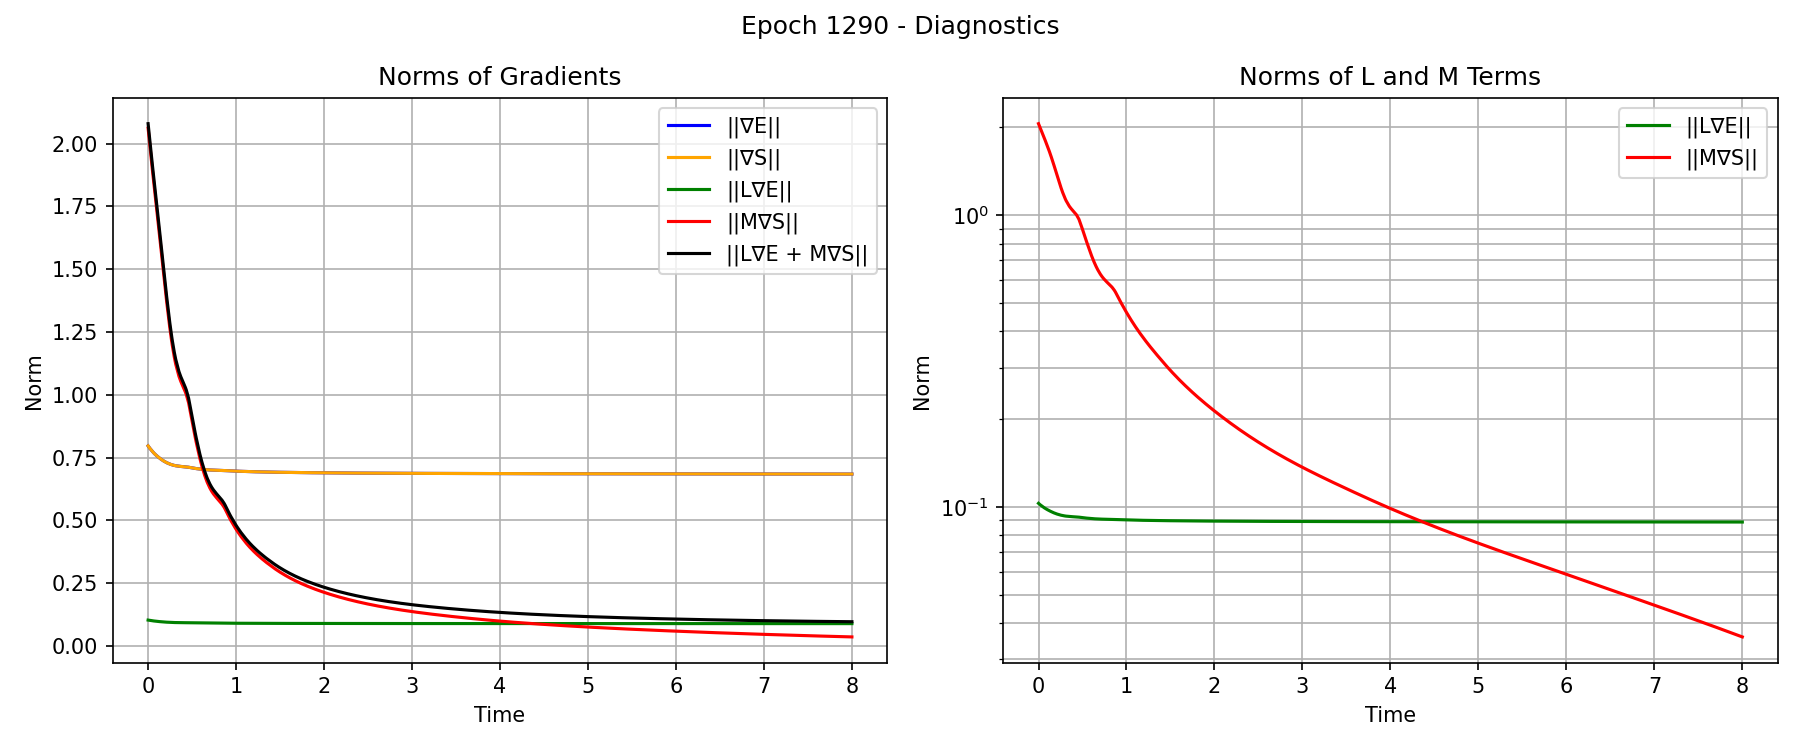 Epoch 1290 - Diagnostics
Norms of Gradients
Norm
2.00
1.75
1.50
1.25
1.00
0.75
0.50
0.25
0.00
0 1 2 3 4 5 6 7 8
Time
||∇E||
||∇S||
||L∇E||
||M∇S||
||L∇E + M∇S||
Norms of L and M Terms
Norm
10⁰
10⁻¹
0 1 2 3 4 5 6 7 8
Time
||L∇E||
||M∇S||